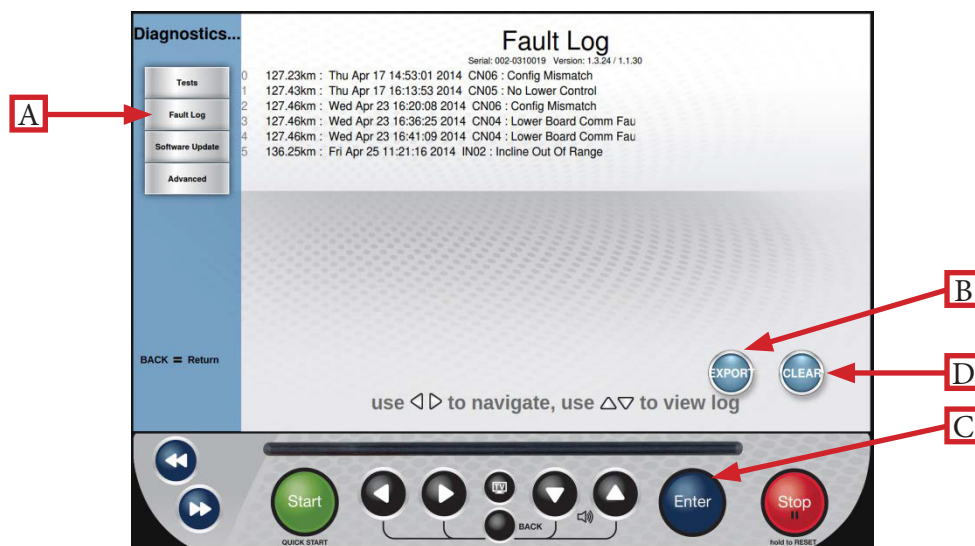 Diagnostics...
Fault Log
Serial: 002-0310019 Version: 1.3.24 / 1.1.30
Tests
Fault Log
Software Update
Advanced
0 127.23km : Thu Apr 17 14:53:01 2014 CN06 : Config Mismatch
1 127.43km : Thu Apr 17 16:13:53 2014 CN05 : No Lower Control
2 127.46km : Wed Apr 23 16:20:08 2014 CN06 : Config Mismatch
3 127.46km : Wed Apr 23 16:36:25 2014 CN04 : Lower Board Comm Fau
4 127.46km : Wed Apr 23 16:41:09 2014 CN04 : Lower Board Comm Fau
5 136.25km : Fri Apr 25 11:21:16 2014 IN02 : Incline Out Of Range
A
B
BACK = Return
EXPORT
CLEAR
D
use ◁ ▷ to navigate, use △▽ to view log
C
Start
TV
Enter
Stop
BACK
QUICK START
hold to RESET